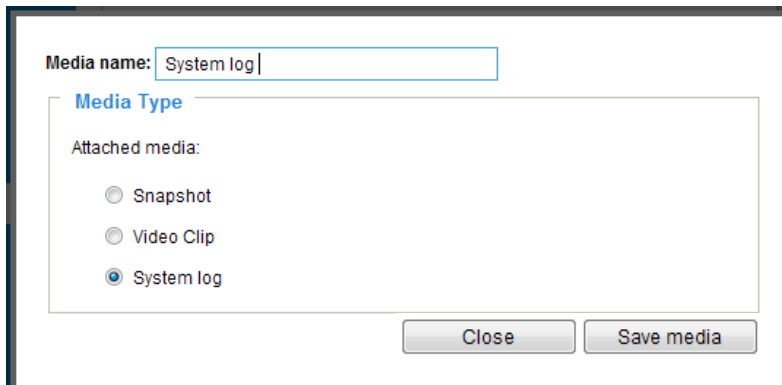 Media name: System log
Media Type
Attached media:
Snapshot
Video Clip
System log
Close Save media